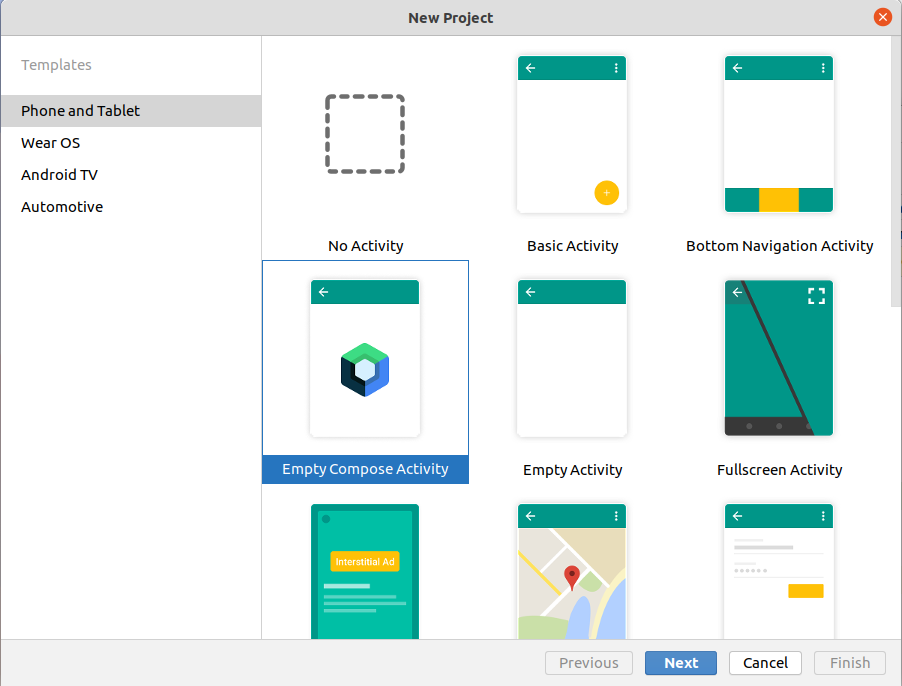 New Project
Templates
Phone and Tablet
Wear OS
Android TV
Automotive
No Activity
Basic Activity
Bottom Navigation Activity
Empty Compose Activity
Empty Activity
Fullscreen Activity
Interstitial Ad
Previous
Next
Cancel
Finish